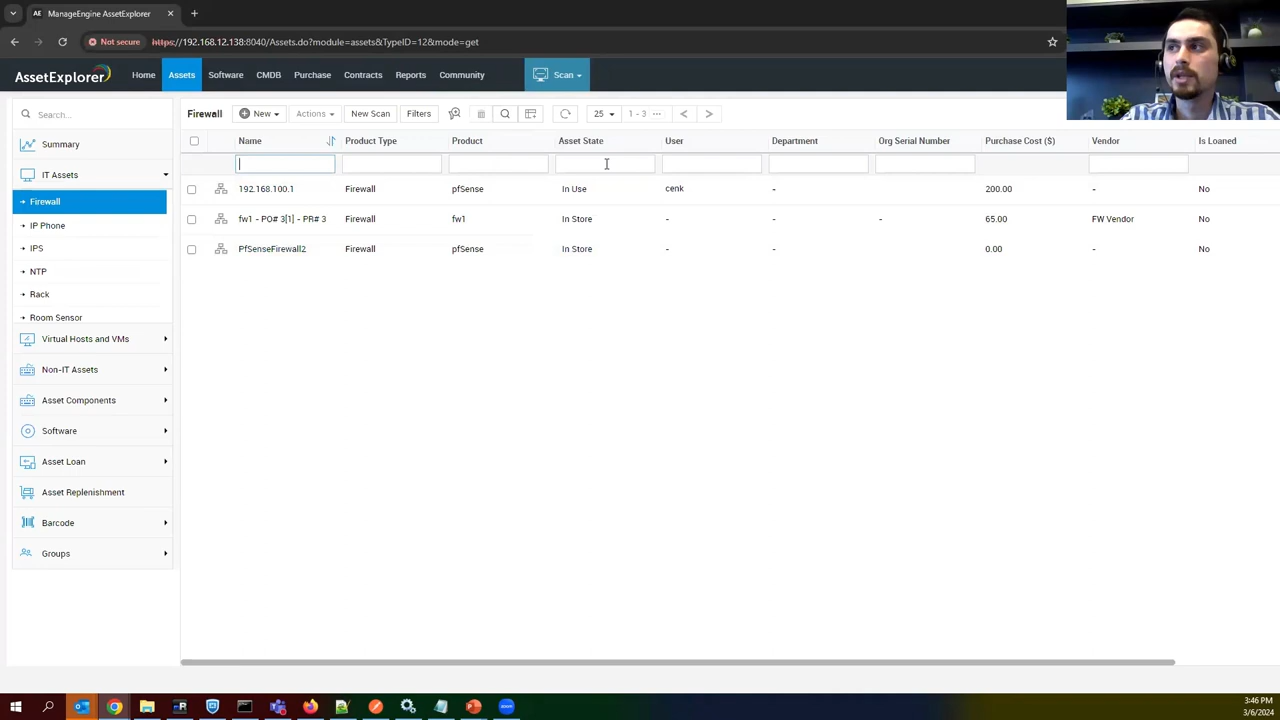 AE ManageEngine AssetExplorer
Not secure https://192.168.12.138:8040/Assets.do?module=assets&TypeID=12&mode=get
AssetExplorer Home Assets Software CMDB Purchase Contracts Reports Community Scan
Search...
Summary
IT Assets
Firewall
IP Phone
IPS
NTP
Rack
Room Sensor
Virtual Hosts and VMs
Non-IT Assets
Asset Components
Software
Asset Loan
Asset Replenishment
Barcode
Groups
Firewall New Actions New Scan Filters 25 1 - 3
Name Product Type Product Asset State User Department Org Serial Number Purchase Cost ($) Vendor Is Loaned
192.168.100.1 Firewall pfSense In Use cenk - - 200.00 - No
fw1 - PO# 3[1] - PR# 3 Firewall fw1 In Store - - - 65.00 FW Vendor No
PfSenseFirewall2 Firewall pfSense In Store - - 0.00 - No
3:46 PM
3/6/2024